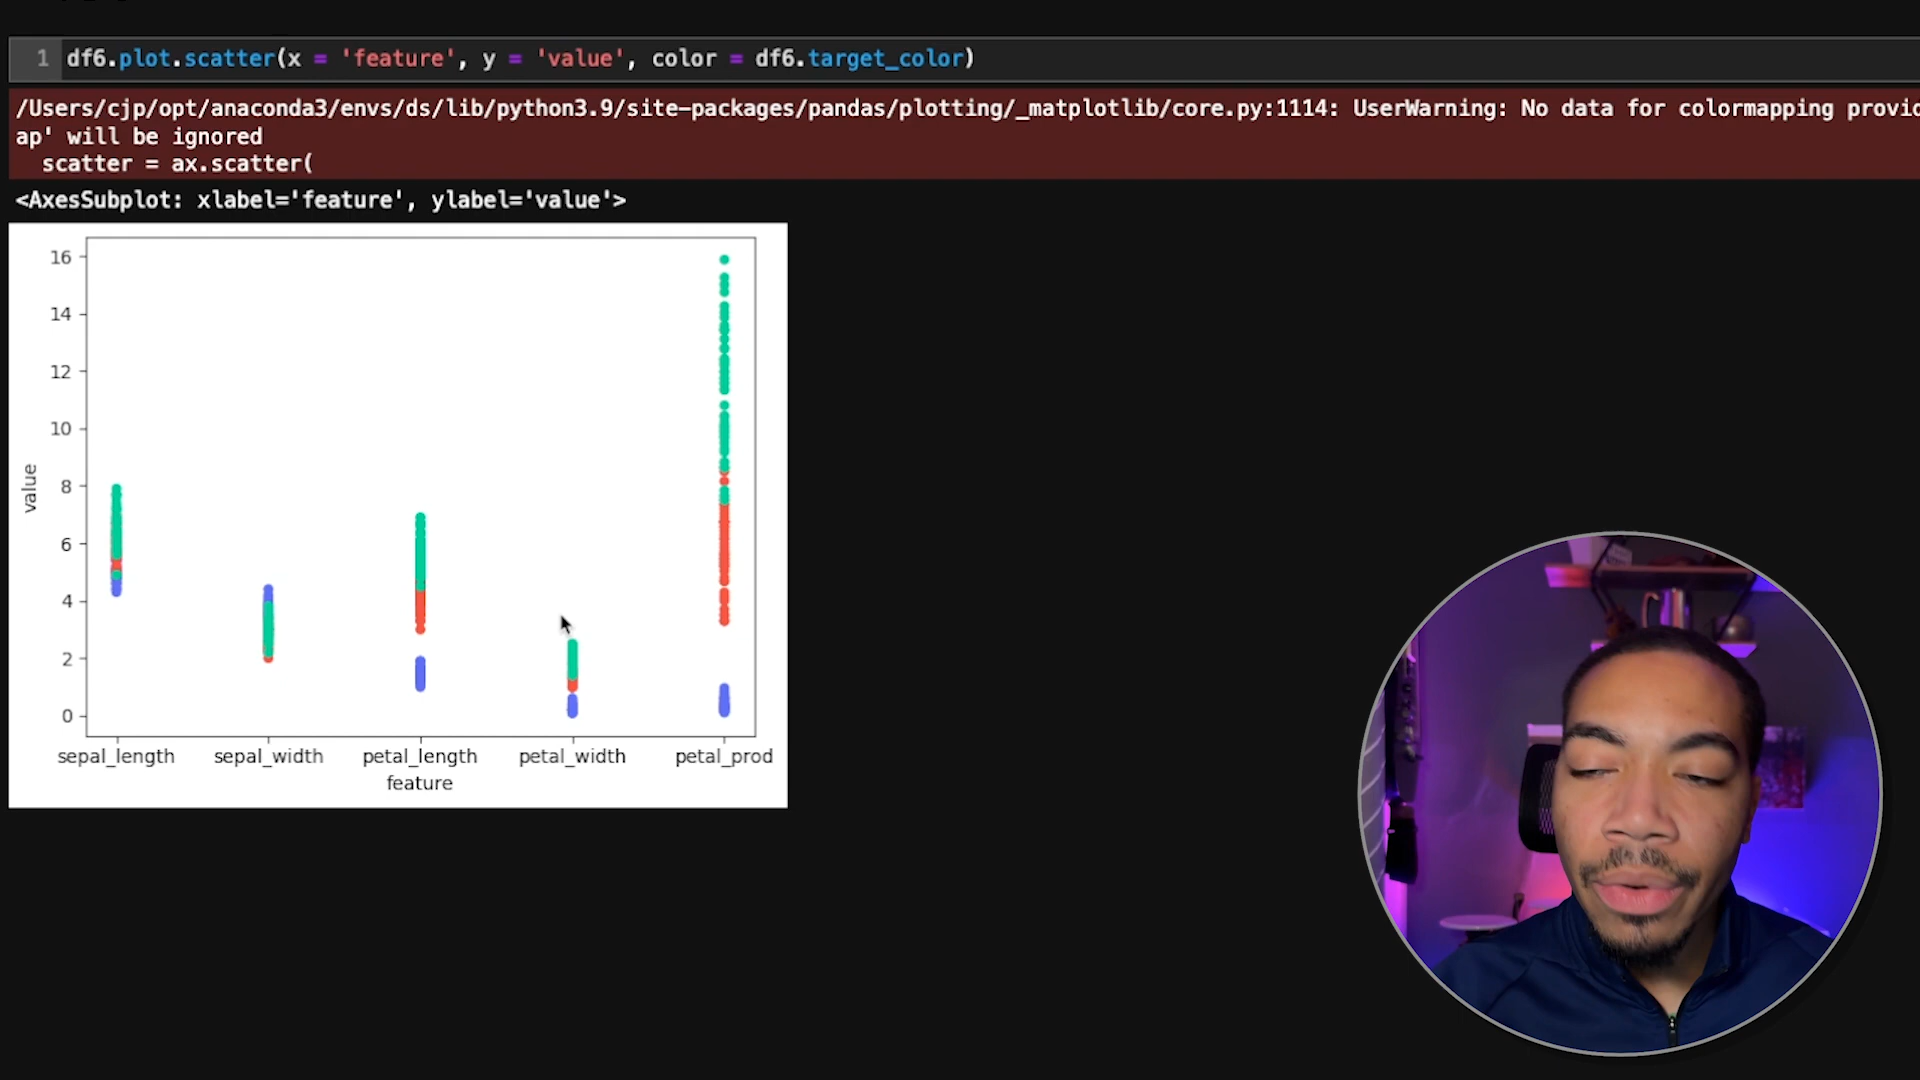 1 df6.plot.scatter(x = 'feature', y = 'value', color = df6.target_color)
/Users/cjp/opt/anaconda3/envs/ds/lib/python3.9/site-packages/pandas/plotting/_matplotlib/core.py:1114: UserWarning: No data for colormapping provid
ap' will be ignored
scatter = ax.scatter(
<AxesSubplot: xlabel='feature', ylabel='value'>
16
14
12
10
8
6
4
2
0
value
sepal_length sepal_width petal_length petal_width petal_prod
feature